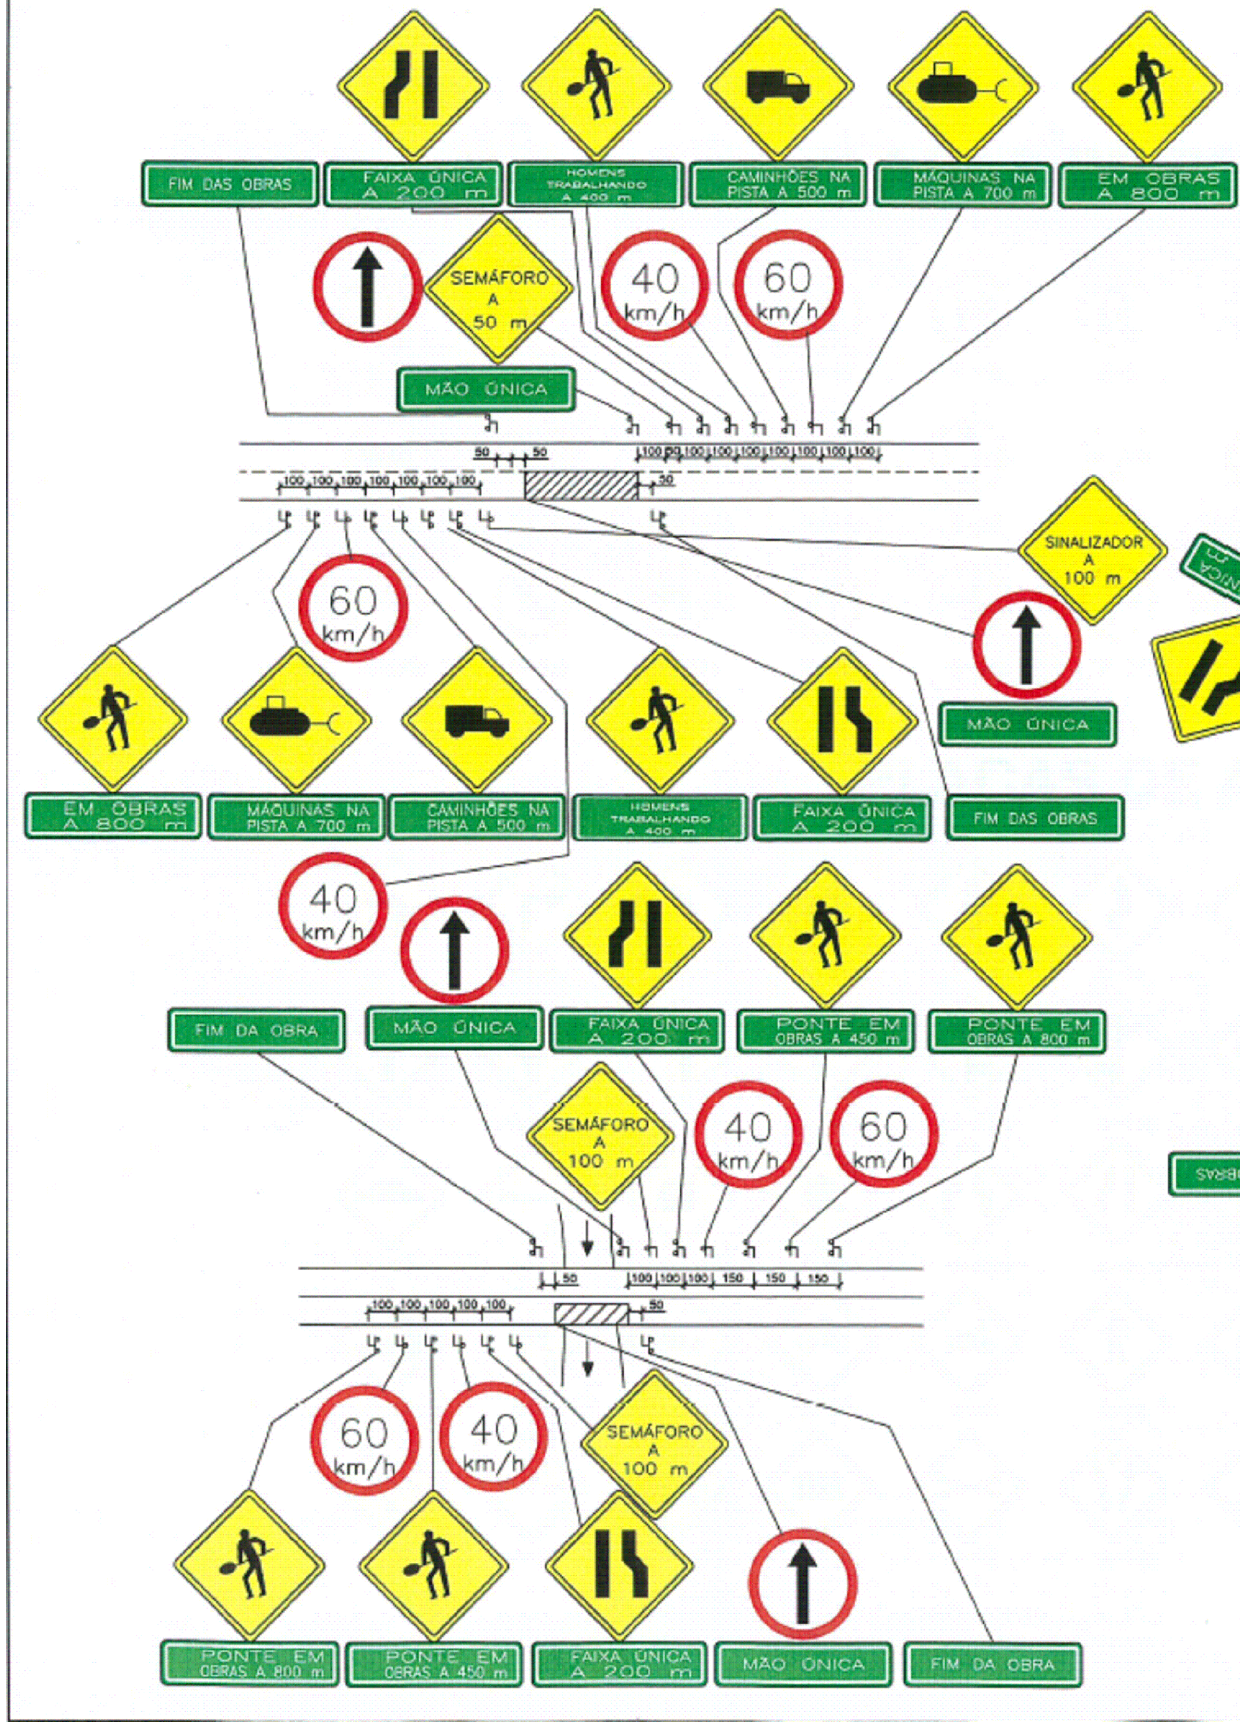 FIM DAS OBRAS
FAIXA ÚNICA
A 200 m
HOMENS
TRABALHANDO
A 400 m
CAMINHÕES NA
PISTA A 500 m
MÁQUINAS NA
PISTA A 700 m
EM OBRAS
A 800 m
SEMÁFORO
A
50 m
40
km/h
60
km/h
MÃO ÚNICA
50 50 100 50 100 100 100 100 100 100 100
100 100 100 100 100 100 100 50
SINALIZADOR
A
100 m
60
km/h
MÃO ÚNICA
EM OBRAS
A 800 m
MÁQUINAS NA
PISTA A 700 m
CAMINHÕES NA
PISTA A 500 m
HOMENS
TRABALHANDO
A 400 m
FAIXA ÚNICA
A 200 m
FIM DAS OBRAS
40
km/h
FIM DA OBRA
MÃO ÚNICA
FAIXA ÚNICA
A 200 m
PONTE EM
OBRAS A 450 m
PONTE EM
OBRAS A 800 m
SEMÁFORO
A
100 m
40
km/h
60
km/h
OBRAS
50 100 100 100 150 150 150
100 100 100 100 100 50
60
km/h
40
km/h
SEMÁFORO
A
100 m
PONTE EM
OBRAS A 800 m
PONTE EM
OBRAS A 450 m
FAIXA ÚNICA
A 200 m
MÃO ÚNICA
FIM DA OBRA